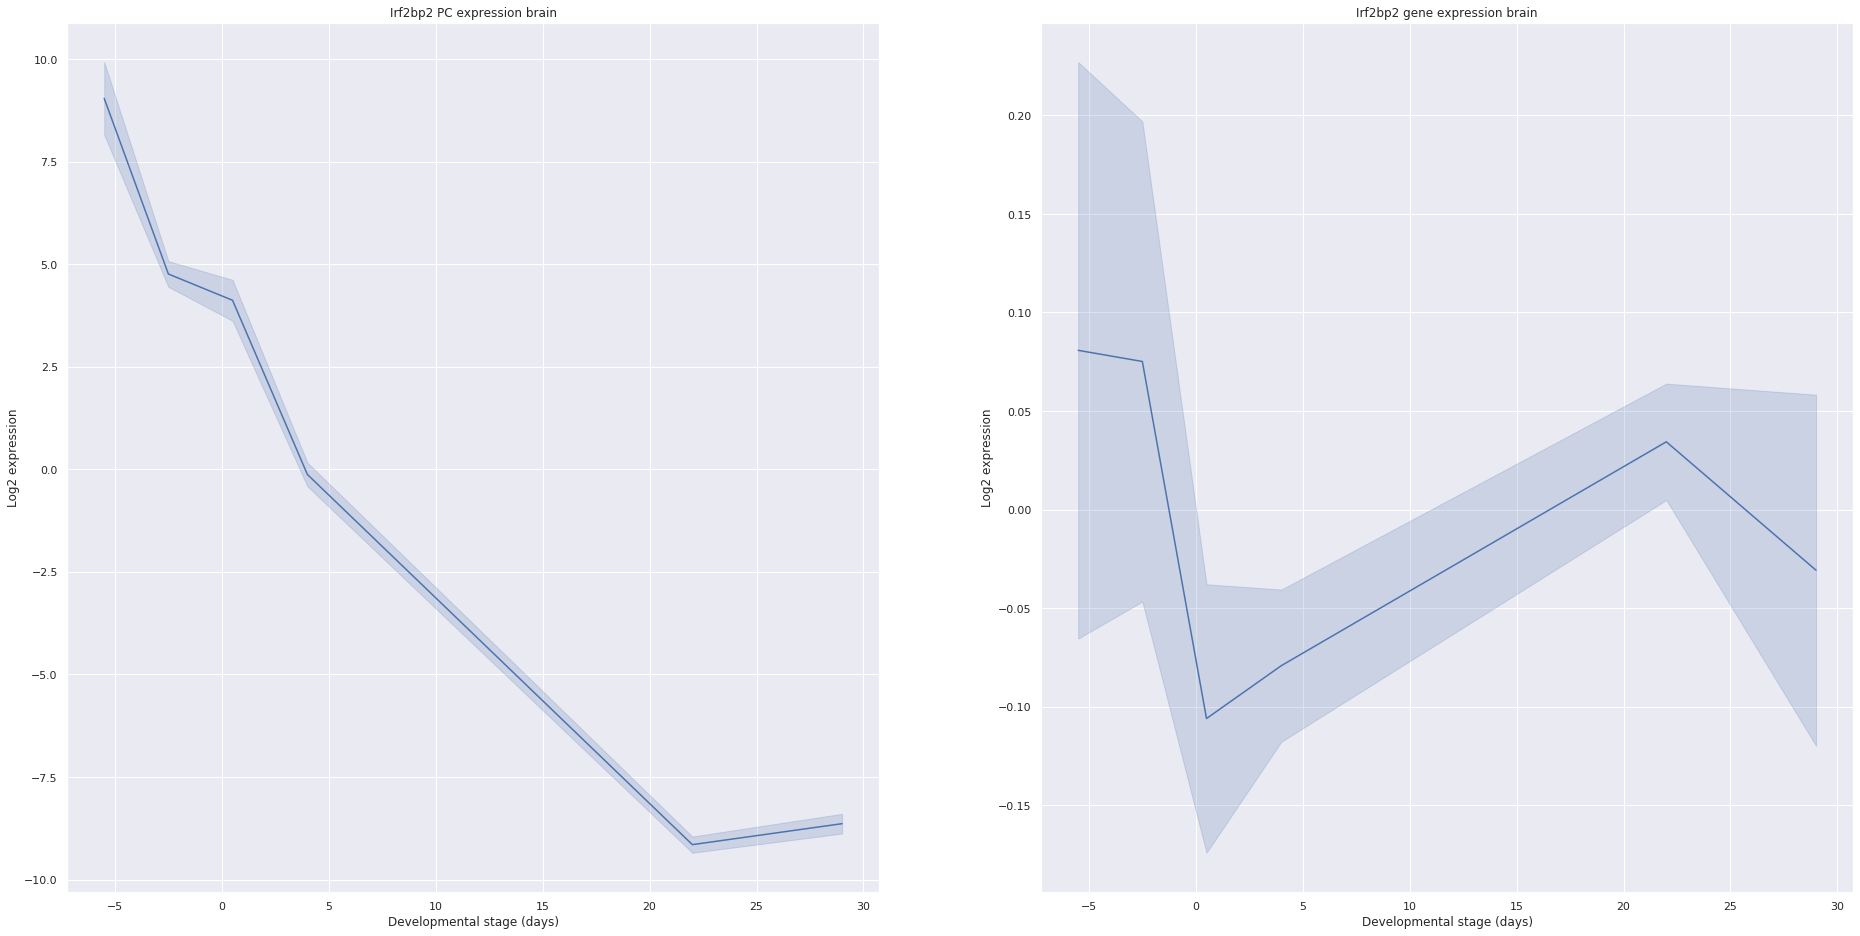 Irf2bp2 PC expression brain
10.0
7.5
5.0
2.5
0.0
−2.5
−5.0
−7.5
−10.0
Log2 expression
−5 0 5 10 15 20 25 30
Developmental stage (days)
Irf2bp2 gene expression brain
0.20
0.15
0.10
0.05
0.00
−0.05
−0.10
−0.15
Log2 expression
−5 0 5 10 15 20 25 30
Developmental stage (days)